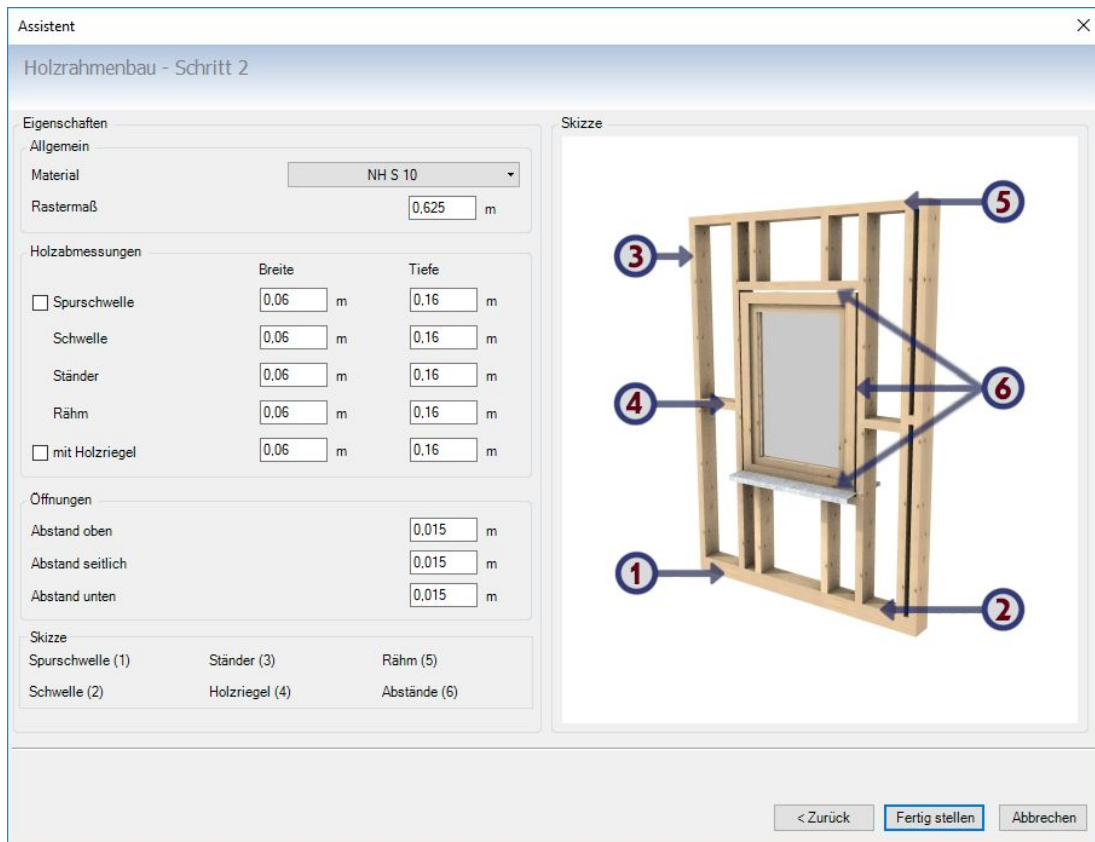 Assistent
Holzrahmenbau - Schritt 2
Eigenschaften
Allgemein
Material NH S 10
Rastermaß 0,625 m
Holzabmessungen
Breite Tiefe
Spurschwelle 0,06 m 0,16 m
Schwelle 0,06 m 0,16 m
Ständer 0,06 m 0,16 m
Rähm 0,06 m 0,16 m
mit Holzriegel 0,06 m 0,16 m
Öffnungen
Abstand oben 0,015 m
Abstand seitlich 0,015 m
Abstand unten 0,015 m
Skizze
Spurschwelle (1) Ständer (3) Rähm (5)
Schwelle (2) Holzriegel (4) Abstände (6)
Skizze
5
3
6
4
1
2
< Zurück Fertig stellen Abbrechen